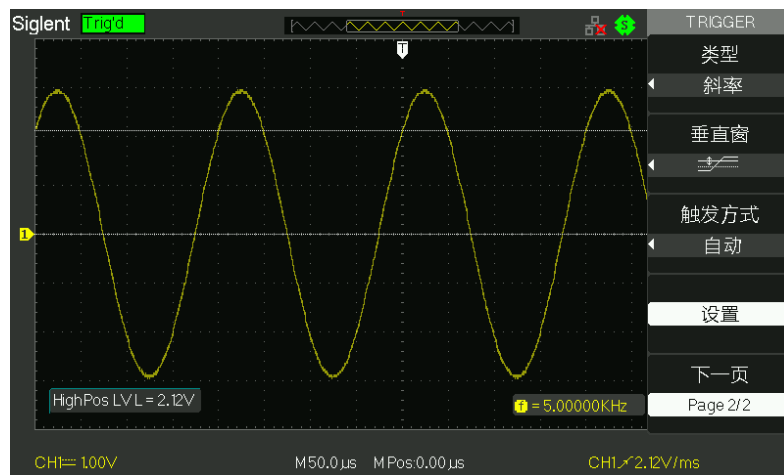 Siglent Trig'd
S
T
T
1
HighPos LVL = 2.12V
f = 5.00000KHz
CH1 1.00V
M 50.0μs M Pos:0.00μs
CH1 2.12V/ms
TRIGGER
类型
斜率
垂直窗
触发方式
自动
设置
下一页
Page 2/2